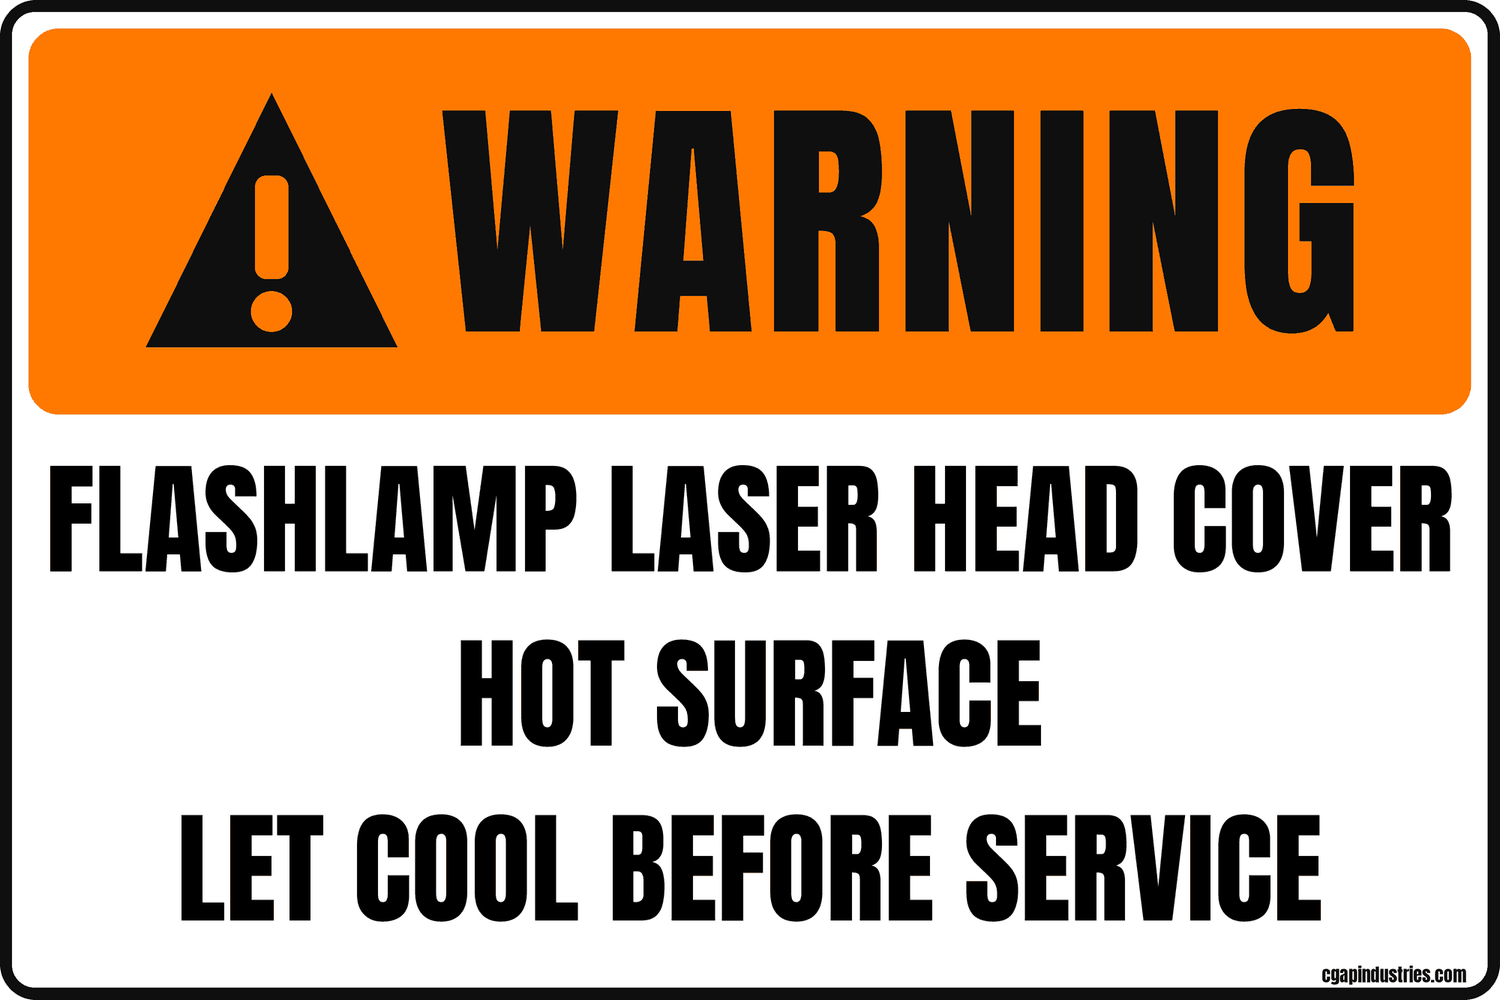 WARNING
FLASHLAMP LASER HEAD COVER
HOT SURFACE
LET COOL BEFORE SERVICE
cgapindustries.com